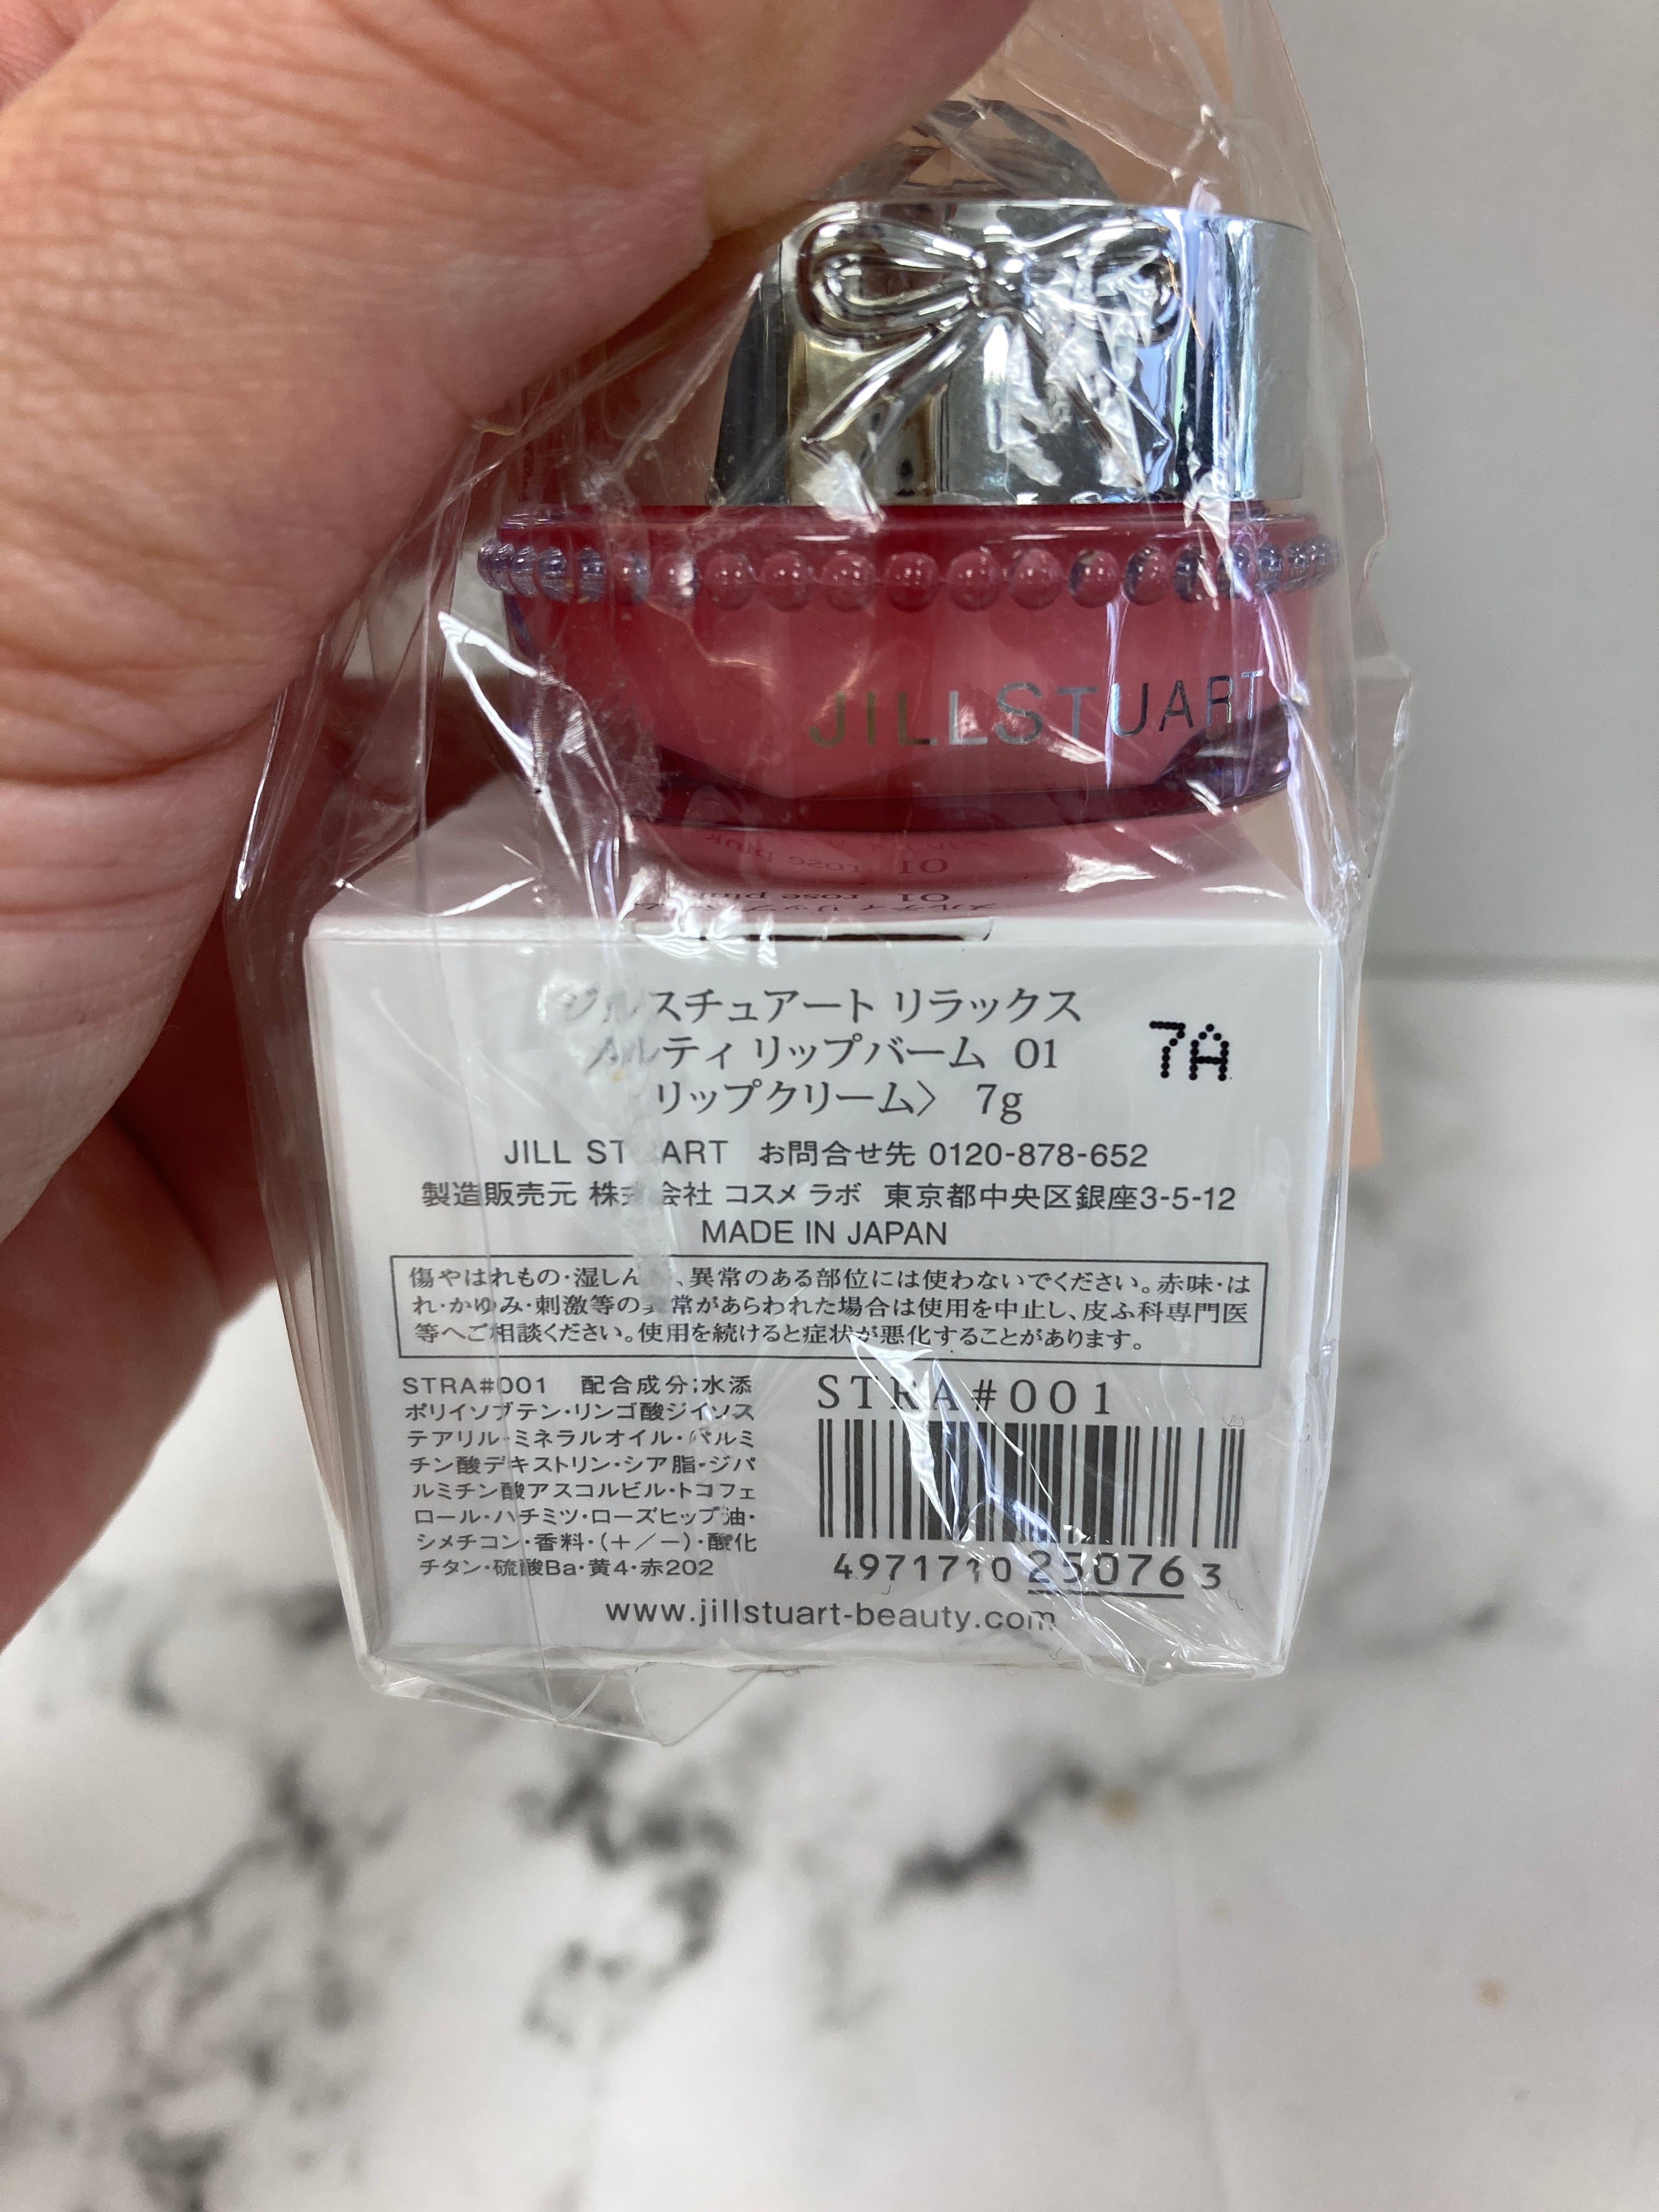 JILLSTUART
01 rose pink
ジルスチュアート リラックス
メルティ リップバーム 01
リップクリーム〉 7g
7A
JILL STUART お問合せ先 0120-878-652
製造販売元 株式会社 コスメラボ 東京都中央区銀座3-5-12
MADE IN JAPAN
傷やはれもの・湿しん 、異常のある部位には使わないでください。赤味・は
れ・かゆみ・刺激等の異常があらわれた場合は使用を中止し、皮ふ科専門医
等へご相談ください。使用を続けると症状が悪化することがあります。
STRA#001 配合成分;水添
ポリイソブテン・リンゴ酸ジイソス
テアリル・ミネラルオイル・パルミ
チン酸デキストリン・シア脂・ジパ
ルミチン酸アスコルビル・トコフェ
ロール・ハチミツ・ローズヒップ油・
シメチコン・香料・(+/−)・酸化
チタン・硫酸Ba・黄4・赤202
STRA#001
4971710250763
www.jillstuart-beauty.com